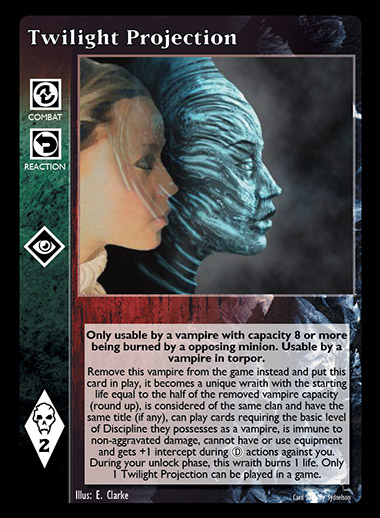 Twilight Projection
COMBAT
REACTION
Only usable by a vampire with capacity 8 or more
being burned by a opposing minion. Usable by a
vampire in torpor.
Remove this vampire from the game instead and put this
card in play, it becomes a unique wraith with the starting
life equal to the half of the removed vampire capacity
(round up), is considered of the same clan and have the
same title (if any), can play cards requiring the basic level
of Discipline they possesses as a vampire, is immune to
non-aggravated damage, cannot have or use equipment
and gets +1 intercept during Ⓓ actions against you.
During your unlock phase, this wraith burns 1 life. Only
1 Twilight Projection can be played in a game.
2
Illus: E. Clarke
Card by Sydnelson